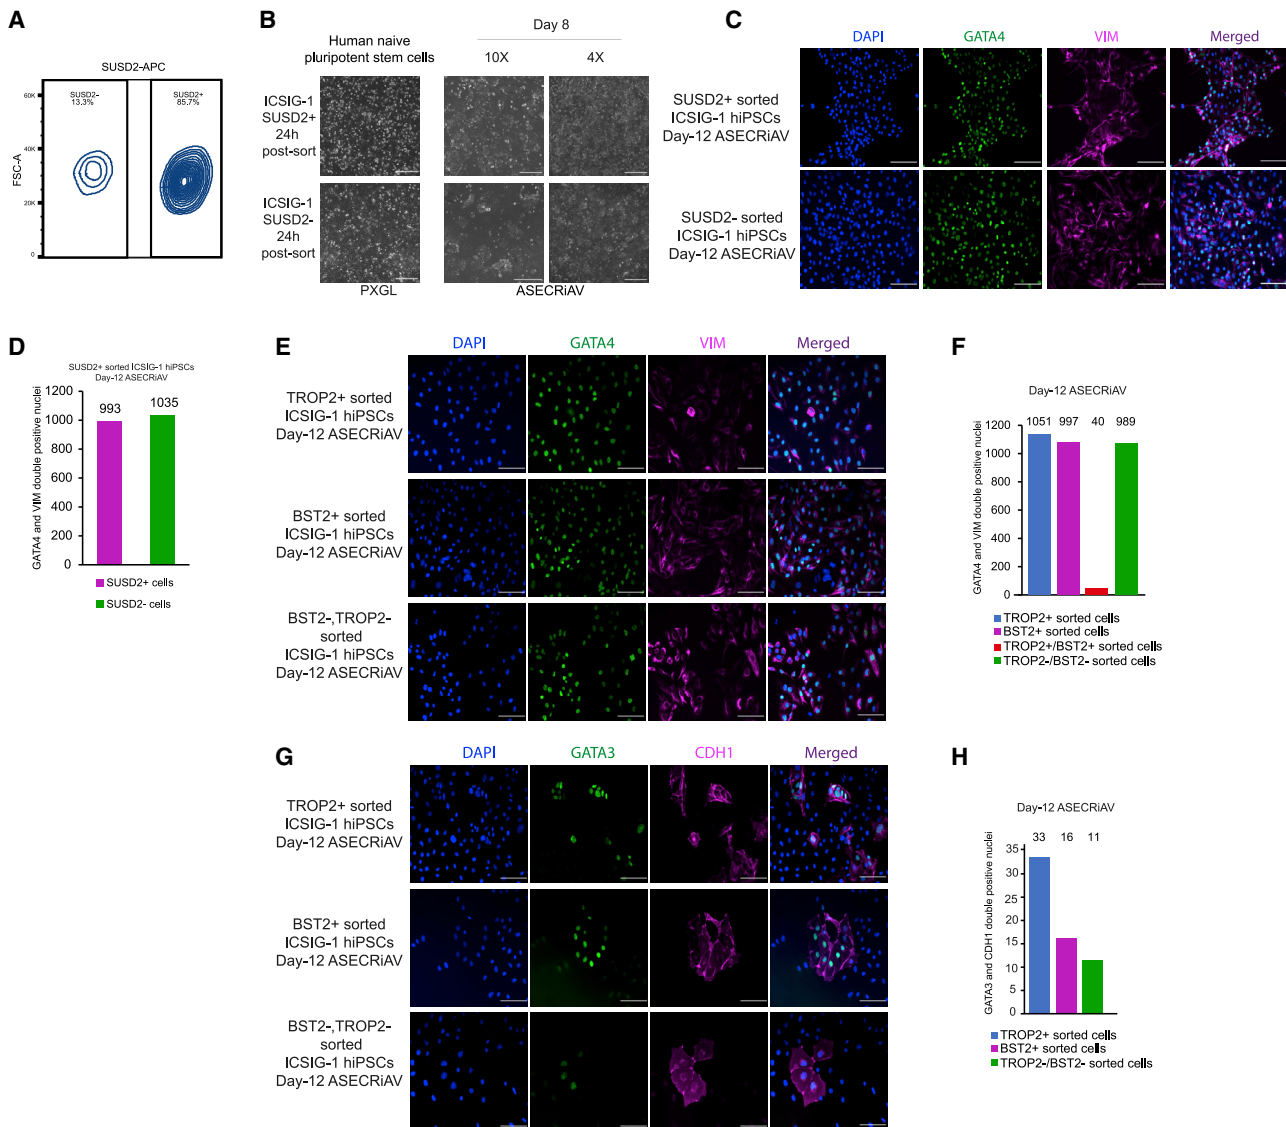 A
SUSD2-APC
SUSD2-
13.3%
SUSD2+
85.7%
60K
40K
20K
0
FSC-A
B
Human naive
pluripotent stem cells
Day 8
10X
4X
ICSIG-1
SUSD2+
24h
post-sort
ICSIG-1
SUSD2-
24h
post-sort
PXGL
ASECRiAV
C
DAPI
GATA4
VIM
Merged
SUSD2+ sorted
ICSIG-1 hiPSCs
Day-12 ASECRiAV
SUSD2- sorted
ICSIG-1 hiPSCs
Day-12 ASECRiAV
D
SUSD2+ sorted ICSIG-1 hiPSCs
Day-12 ASECRiAV
GATA4 and VIM double positive nuclei
1200
1000
800
600
400
200
0
993
1035
SUSD2+ cells
SUSD2- cells
E
DAPI
GATA4
VIM
Merged
TROP2+ sorted
ICSIG-1 hiPSCs
Day-12 ASECRiAV
BST2+ sorted
ICSIG-1 hiPSCs
Day-12 ASECRiAV
BST2-,TROP2-
sorted
ICSIG-1 hiPSCs
Day-12 ASECRiAV
F
Day-12 ASECRiAV
GATA4 and VIM double positive nuclei
1051
997
40
989
1200
1000
800
600
400
200
0
TROP2+ sorted cells
BST2+ sorted cells
TROP2+/BST2+ sorted cells
TROP2-/BST2- sorted cells
G
DAPI
GATA3
CDH1
Merged
TROP2+ sorted
ICSIG-1 hiPSCs
Day-12 ASECRiAV
BST2+ sorted
ICSIG-1 hiPSCs
Day-12 ASECRiAV
BST2-,TROP2-
sorted
ICSIG-1 hiPSCs
Day-12 ASECRiAV
H
Day-12 ASECRiAV
GATA3 and CDH1 double positive nuclei
33
16
11
35
30
25
20
15
10
5
0
TROP2+ sorted cells
BST2+ sorted cells
TROP2-/BST2- sorted cells